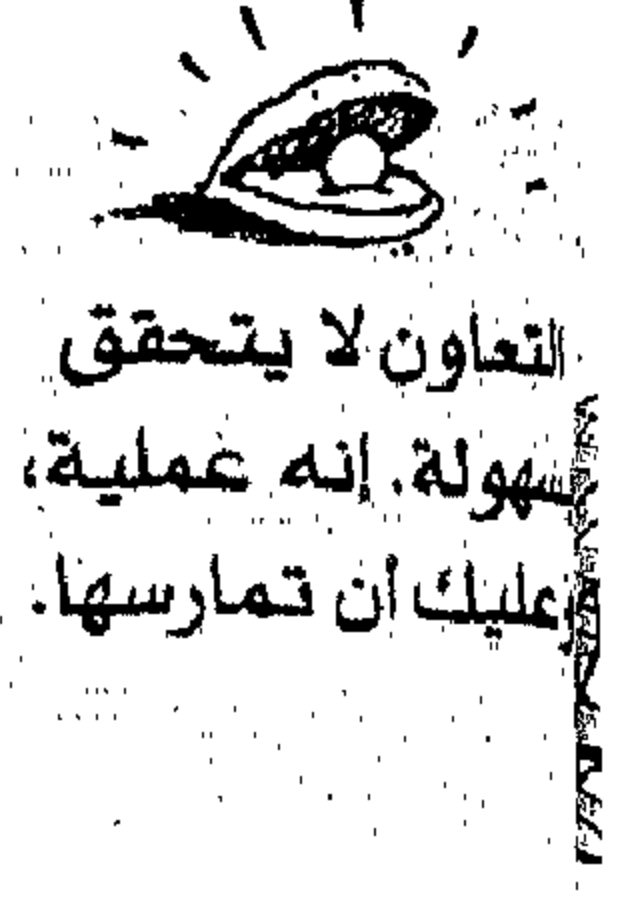 التعاون لا يتحقق
بسهولة. إنه عملية،
وعليك أن تمارسها.